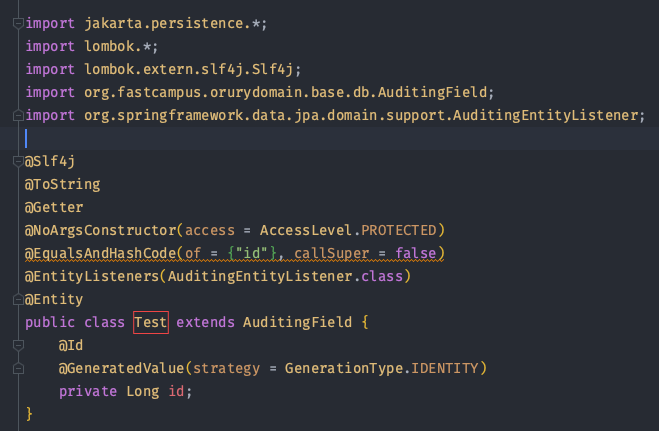 import jakarta.persistence.*;
import lombok.*;
import lombok.extern.slf4j.Slf4j;
import org.fastcampus.orurydomain.base.db.AuditingField;
import org.springframework.data.jpa.domain.support.AuditingEntityListener;
@Slf4j
@ToString
@Getter
@NoArgsConstructor(access = AccessLevel.PROTECTED)
@EqualsAndHashCode(of = {"id"}, callSuper = false)
@EntityListeners(AuditingEntityListener.class)
@Entity
public class Test extends AuditingField {
    @Id
    @GeneratedValue(strategy = GenerationType.IDENTITY)
    private Long id;
}